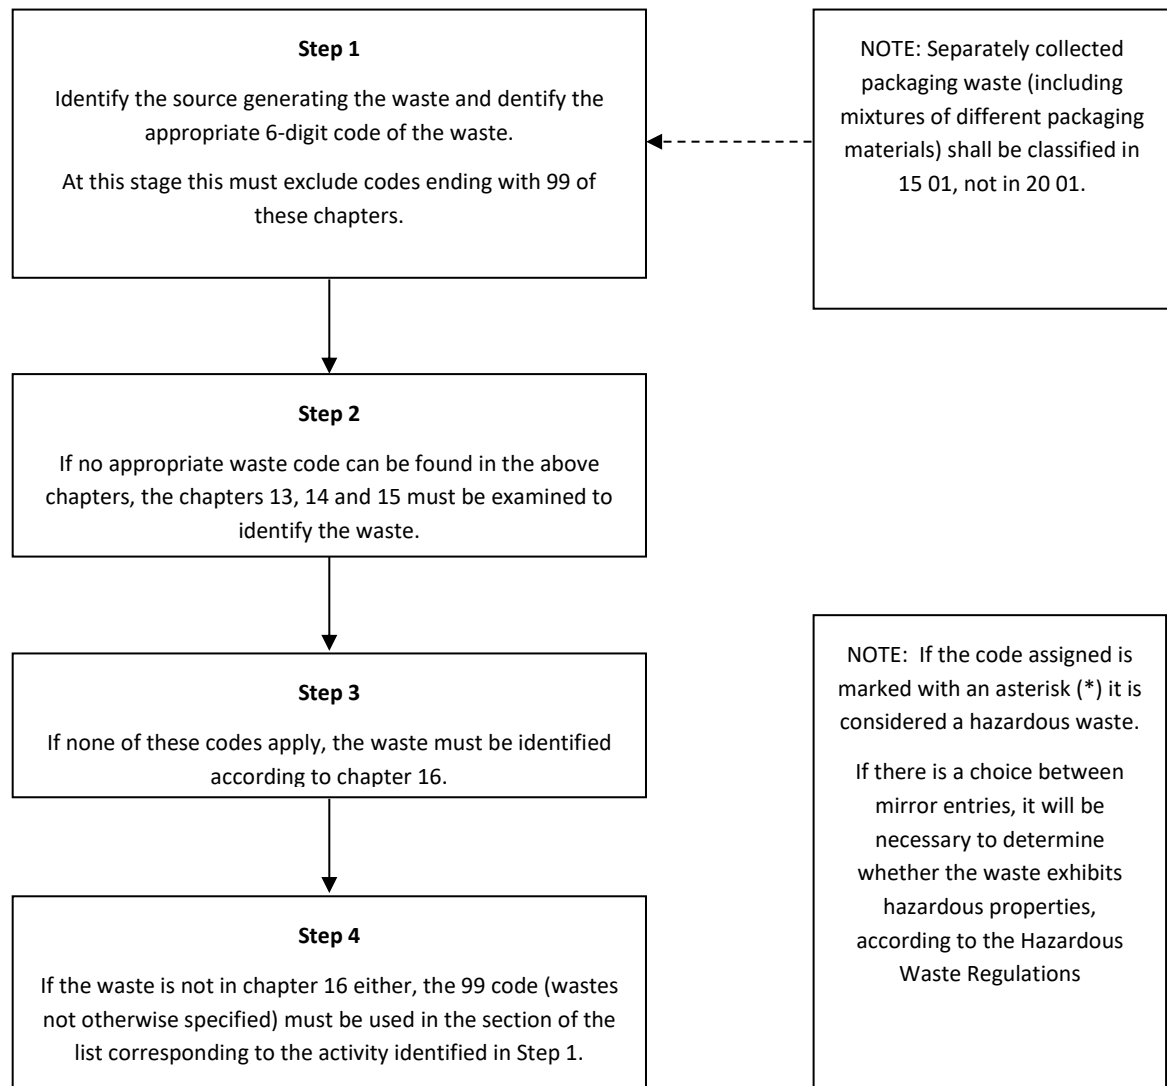 Step 1
Identify the source generating the waste and dentify the
appropriate 6-digit code of the waste.
At this stage this must exclude codes ending with 99 of
these chapters.
NOTE: Separately collected
packaging waste (including
mixtures of different packaging
materials) shall be classified in
15 01, not in 20 01.
Step 2
If no appropriate waste code can be found in the above
chapters, the chapters 13, 14 and 15 must be examined to
identify the waste.
Step 3
If none of these codes apply, the waste must be identified
according to chapter 16.
Step 4
If the waste is not in chapter 16 either, the 99 code (wastes
not otherwise specified) must be used in the section of the
list corresponding to the activity identified in Step 1.
NOTE:  If the code assigned is
marked with an asterisk (*) it is
considered a hazardous waste.
If there is a choice between
mirror entries, it will be
necessary to determine
whether the waste exhibits
hazardous properties,
according to the Hazardous
Waste Regulations